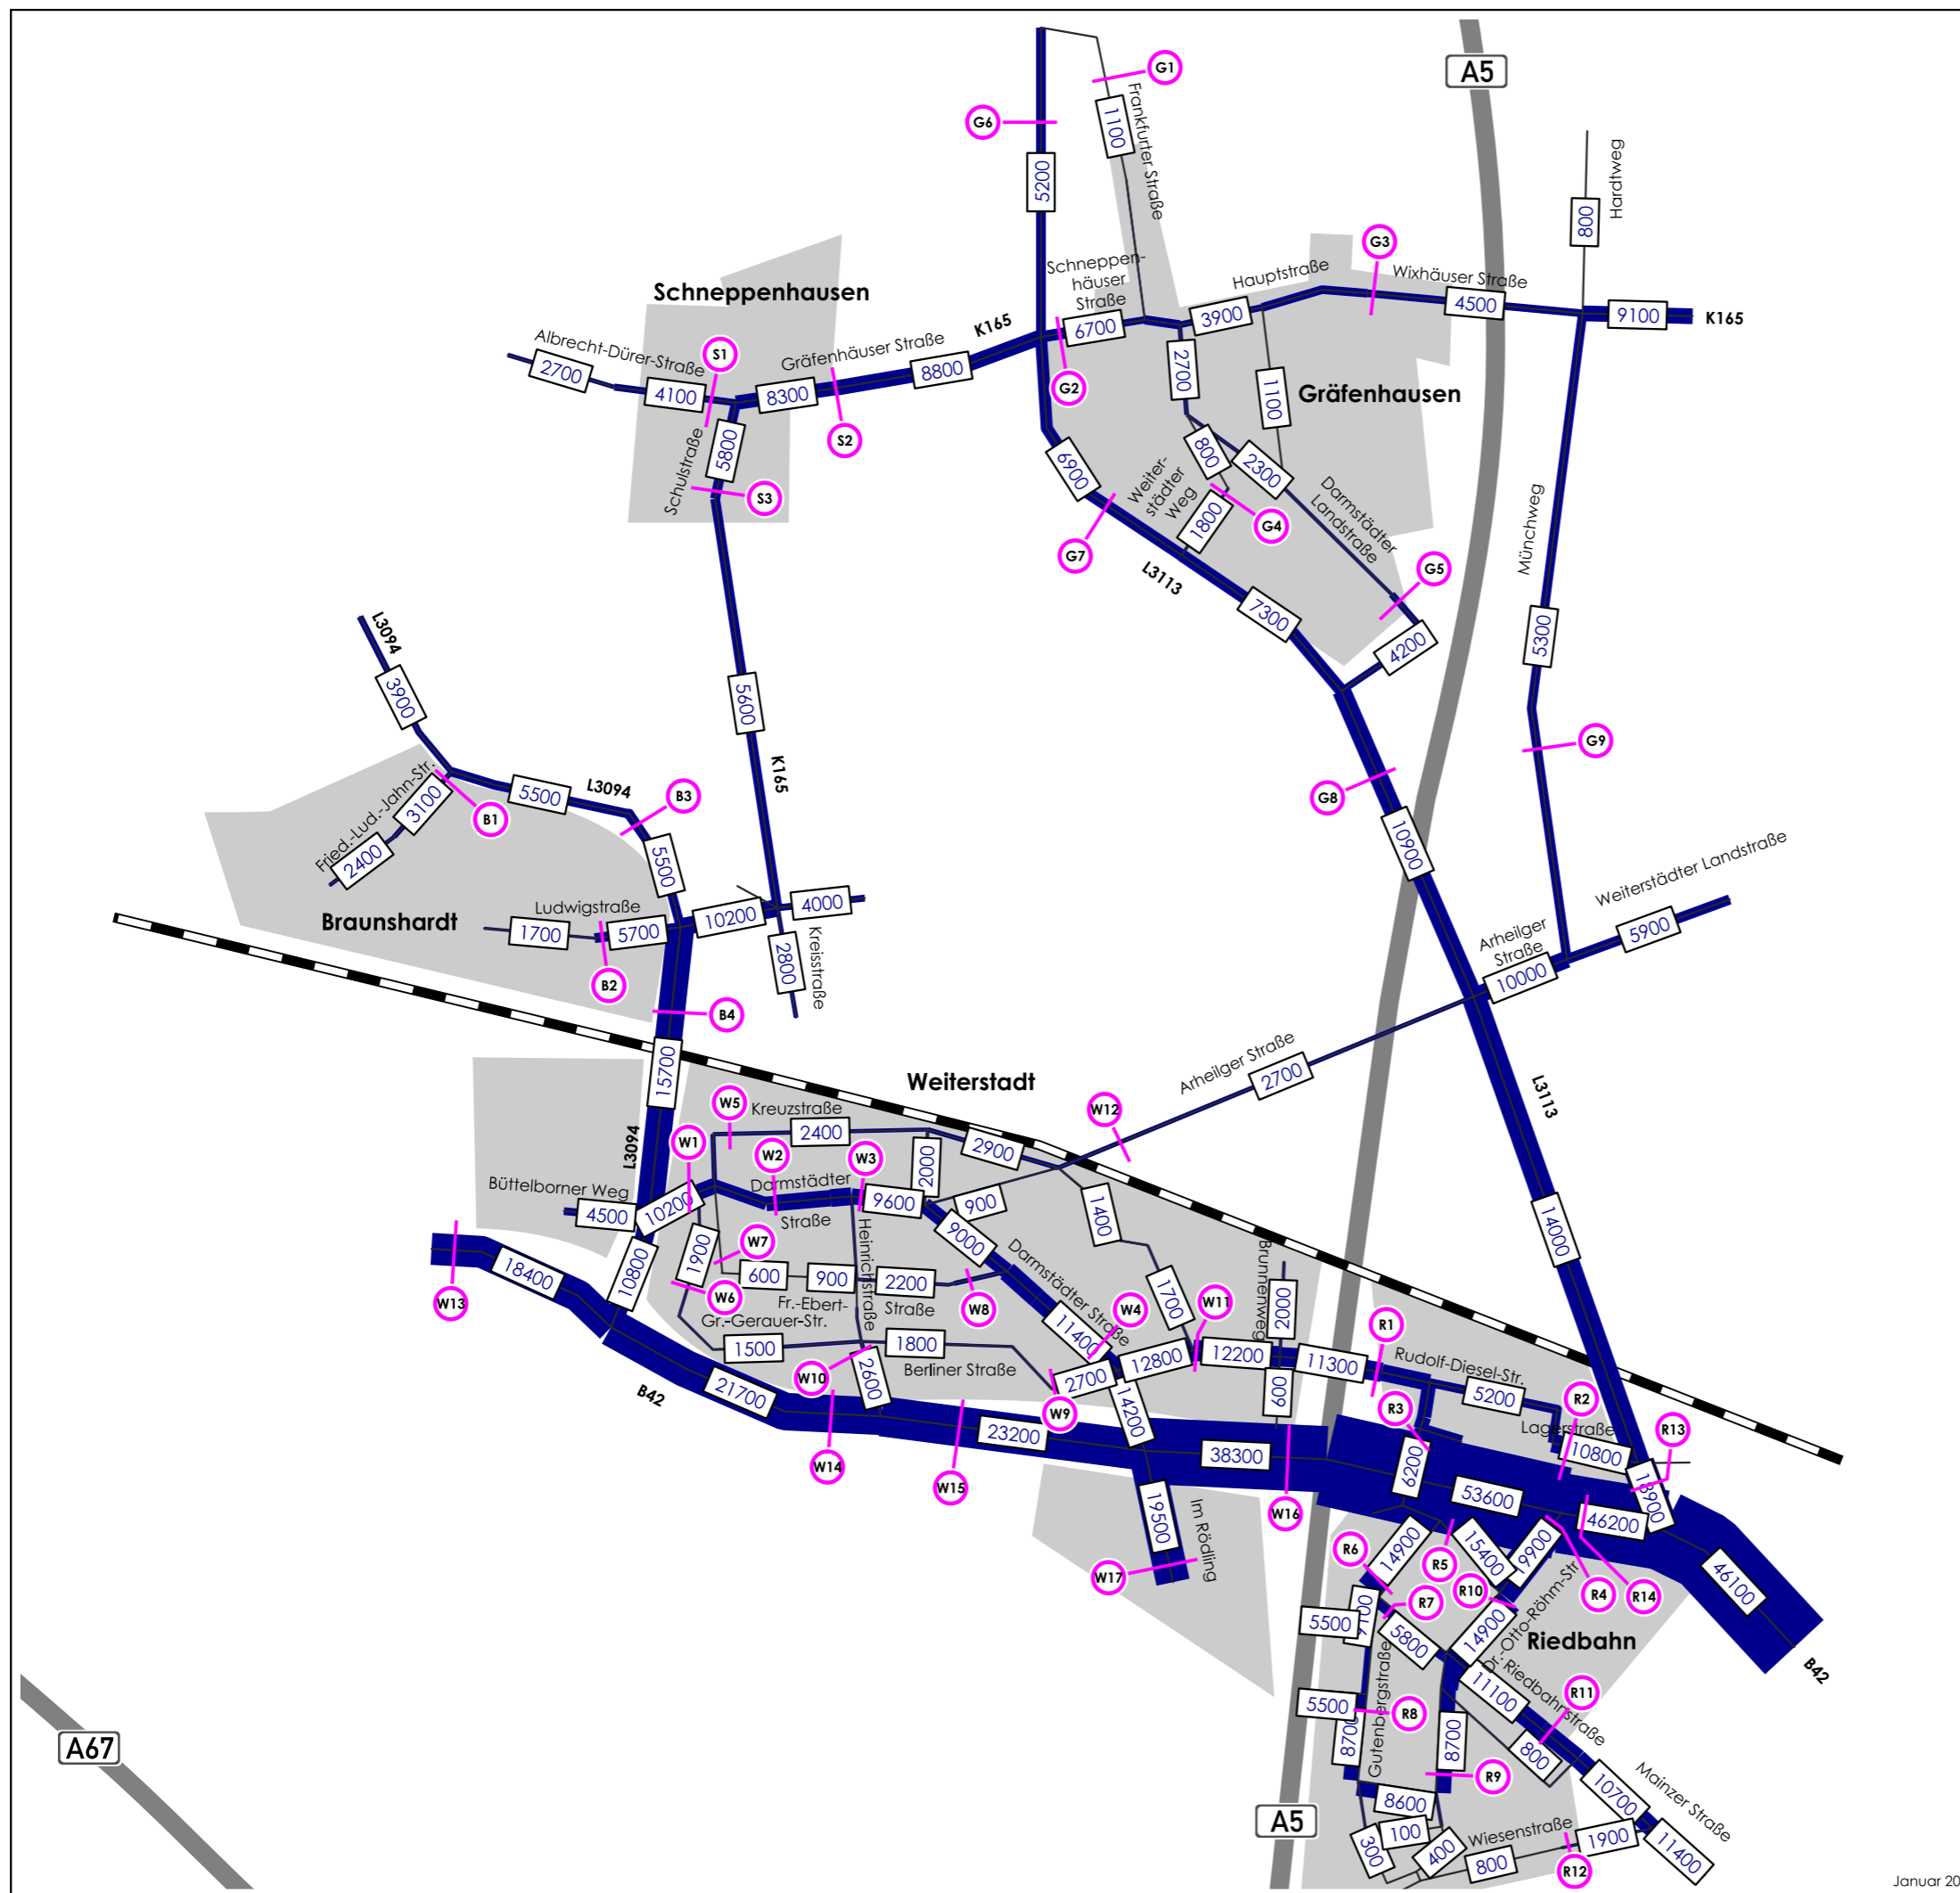 A5
G1
G6
1100
Frankfurter Straße
5200
Hardtweg
800
G3
Schneppen-
häuser
Straße
Hauptstraße
Wixhäuser Straße
4500
9100
K165
Schneppenhausen
K165
6700
3900
Albrecht-Dürer-Straße
S1
Gräfenhäuser Straße
2700
4100
8300
8800
G2
2700
1100
Gräfenhausen
S2
Schulstraße
5800
S3
6900
Weiter-
städter
Weg
800
2300
1800
G4
Darmstädter
Landstraße
G7
L3113
G5
Münchweg
7300
4200
5300
L3094
3900
5600
K165
G9
L3094
5500
B3
Fried.-Lud.-Jahn-Str.
3100
B1
2400
5500
G8
10900
Braunshardt
Ludwigstraße
1700
5700
10200
4000
2800
Kreisstraße
B2
B4
Weiterstädter Landstraße
5900
Arheilger
Straße
10000
15700
Weiterstadt
Arheilger Straße
2700
L3113
W12
W5
Kreuzstraße
2400
2900
2000
L3094
W1
W2
W3
Büttelborner Weg
4500
10200
Darmstädter
Straße
9600
900
1400
14000
9000
Darmstädter Straße
Heinrichstraße
1900
W7
600
900
2200
W6
Fr.-Ebert-
Straße
W8
Gr.-Gerauer-Str.
18400
10800
W13
1500
1800
Berliner Straße
11400
W4
1700
W11
Brunnenweg
2000
12800
12200
11300
R1
Rudolf-Diesel-Str.
5200
W10
2600
2700
W9
14200
600
R3
R2
Lagerstraße
10800
R13
B42
21700
W14
W15
23200
38300
W16
6200
53600
46200
46100
19500
Im Rödling
W17
R6
14900
R5
15400
9900
R10
R4
R14
R7
5500
5800
14900
Dr.-Otto-Röhm-Str.
Riedbahn
B42
5500
8700
Gutenbergstraße
R8
8700
11100
Riedbahnstraße
R11
800
R9
A67
A5
8600
100
300
400
Wiesenstraße
800
1900
R12
10700
Mainzer Straße
11400
Januar 20